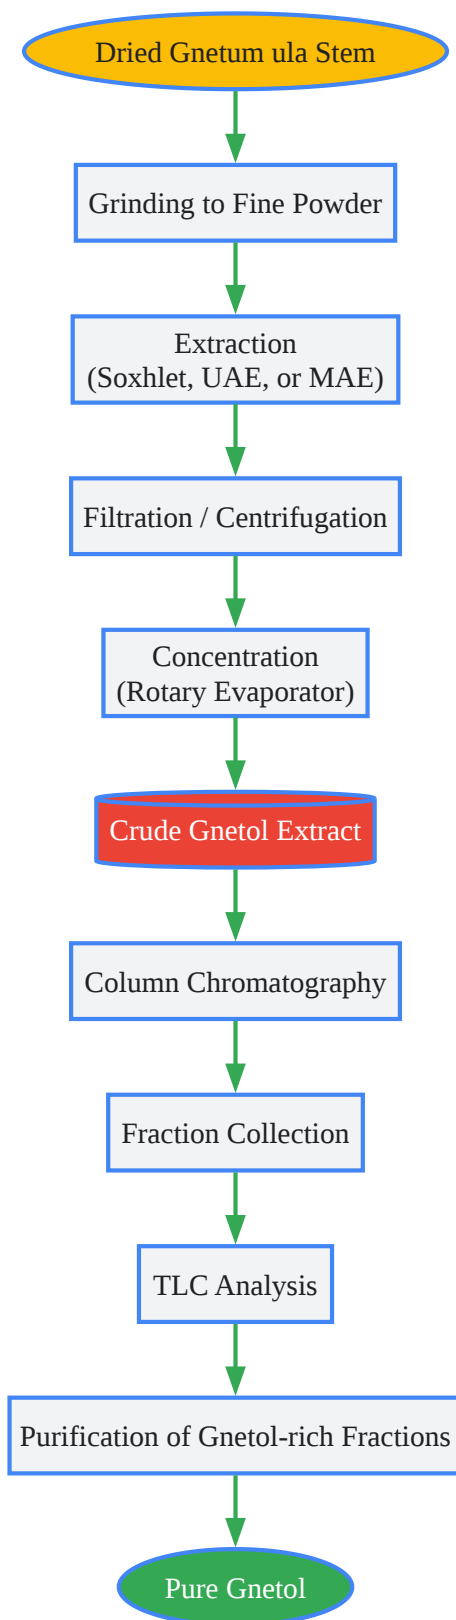 Dried Gnetum ula Stem
Grinding to Fine Powder
Extraction
(Soxhlet, UAE, or MAE)
Filtration / Centrifugation
Concentration
(Rotary Evaporator)
Crude Gnetol Extract
Column Chromatography
Fraction Collection
TLC Analysis
Purification of Gnetol-rich Fractions
Pure Gnetol